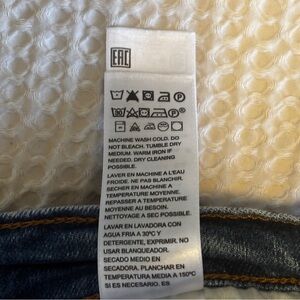 EAC
MACHINE WASH COLD. DO
NOT BLEACH. TUMBLE DRY
MEDIUM. WARM IRON IF
NEEDED. DRY CLEANING
POSSIBLE.
LAVER EN MACHINE A L'EAU
FROIDE. NE PAS BLANCHIR.
SECHER EN MACHINE A
TEMPERATURE MOYENNE.
REPASSER A TEMPERATURE
MOYENNE AU BESOIN.
NETTOYAGE A SEC POSSIBLE.
LAVAR EN LAVADORA CON
AGUA FRIA A 30ºC Y
DETERGENTE, EXPRIMIR. NO
USAR BLANQUEADOR.
SECADO MEDIO EN
SECADORA. PLANCHAR EN
TEMPERATURA MEDIA A 150ºC
SI ES NECESARIO. ES